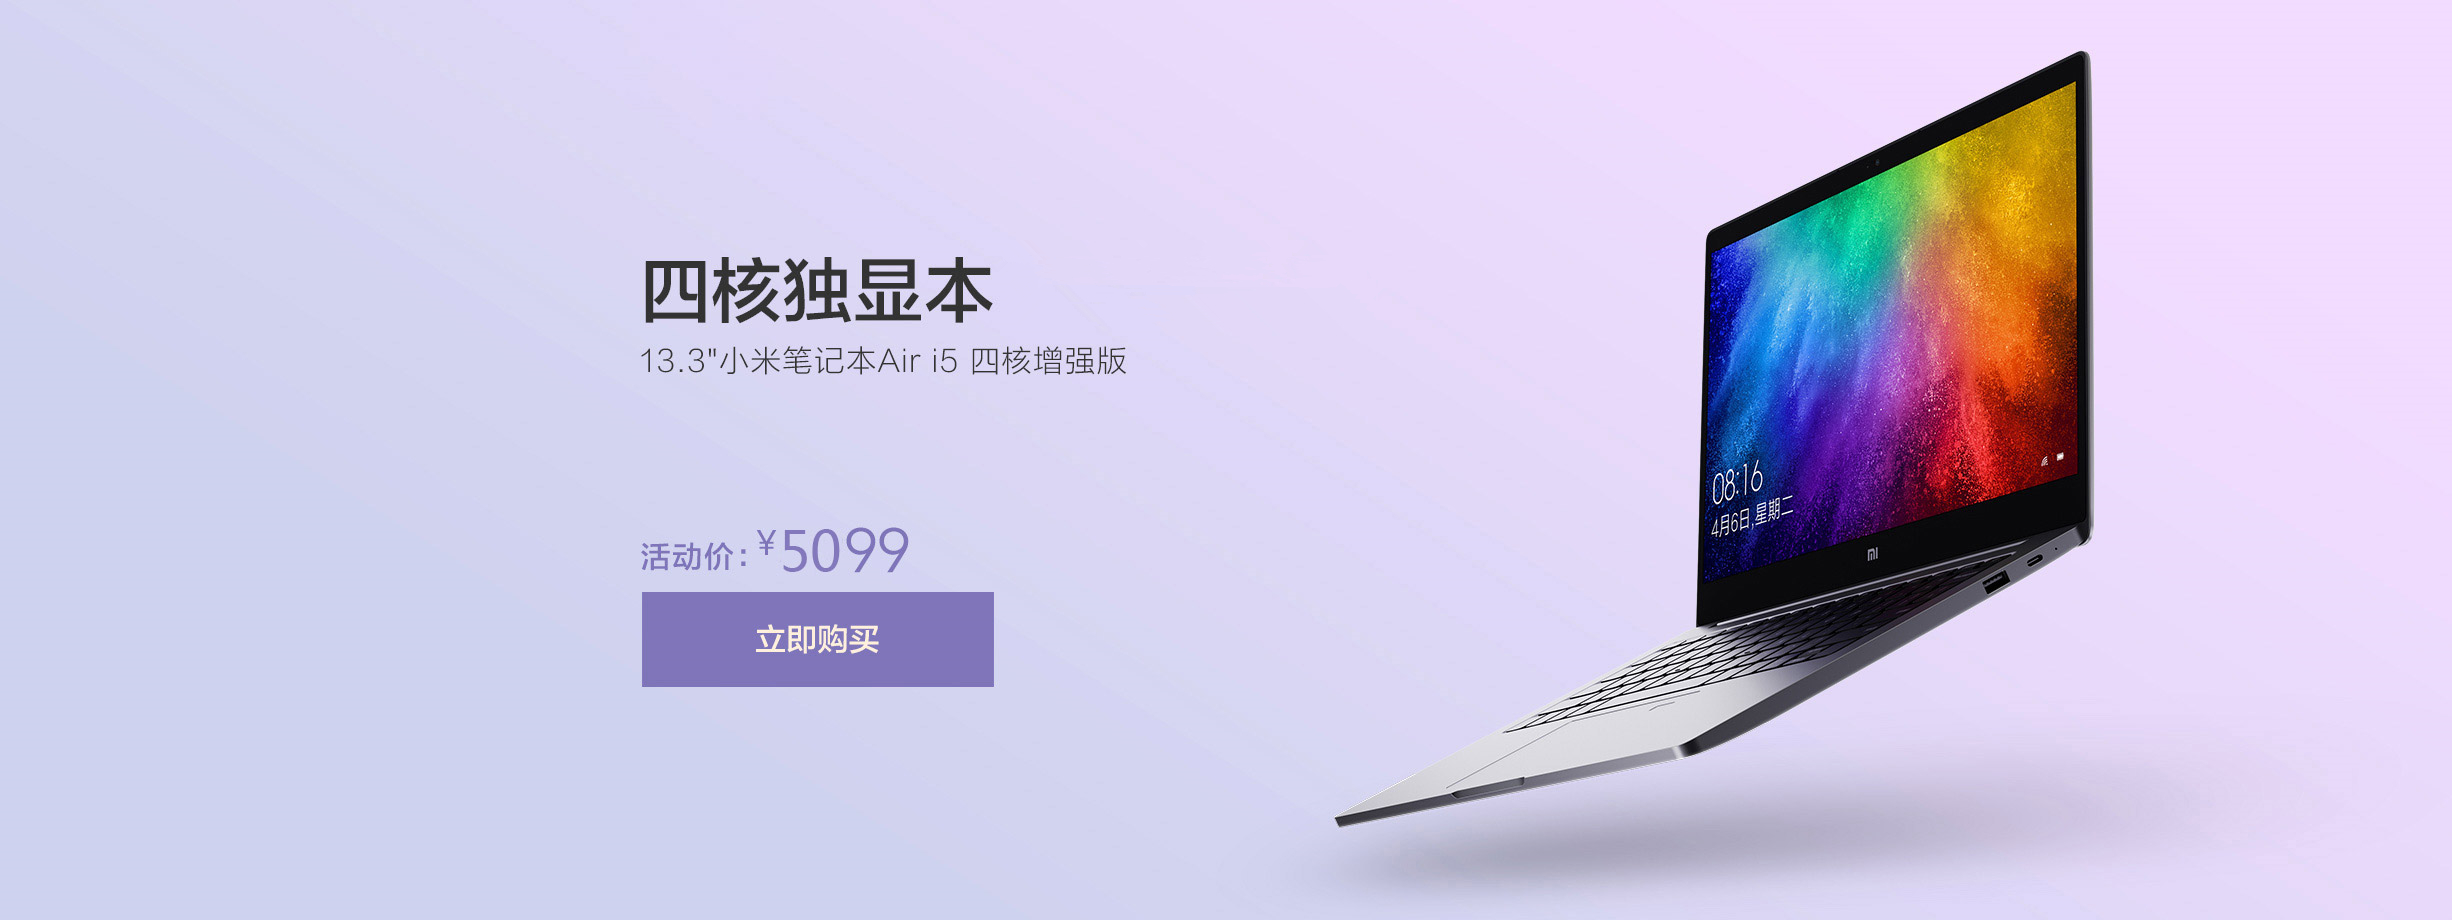 四核独显本
13.3"小米笔记本Air i5 四核增强版
活动价：¥5099
立即购买
08:16
4月6日,星期二
mi